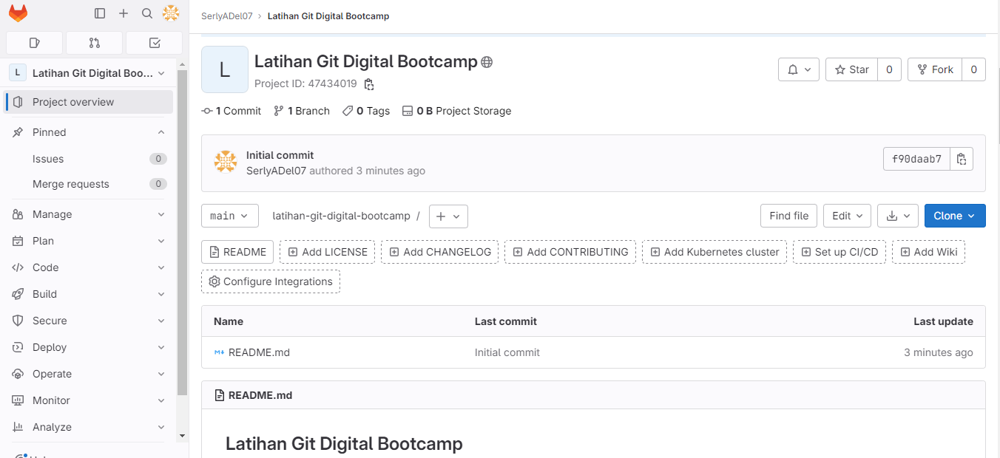 SerlyADel07 › Latihan Git Digital Bootcamp
L Latihan Git Digital Boo...
Project overview
Pinned
Issues 0
Merge requests 0
Manage
Plan
Code
Build
Secure
Deploy
Operate
Monitor
Analyze
L
Latihan Git Digital Bootcamp
Project ID: 47434019
Star 0
Fork 0
1 Commit 1 Branch 0 Tags 0 B Project Storage
Initial commit
SerlyADel07 authored 3 minutes ago
f90daab7
main latihan-git-digital-bootcamp / +
Find file Edit Clone
README Add LICENSE Add CHANGELOG Add CONTRIBUTING Add Kubernetes cluster Set up CI/CD Add Wiki
Configure Integrations
Name Last commit Last update
README.md Initial commit 3 minutes ago
README.md
Latihan Git Digital Bootcamp